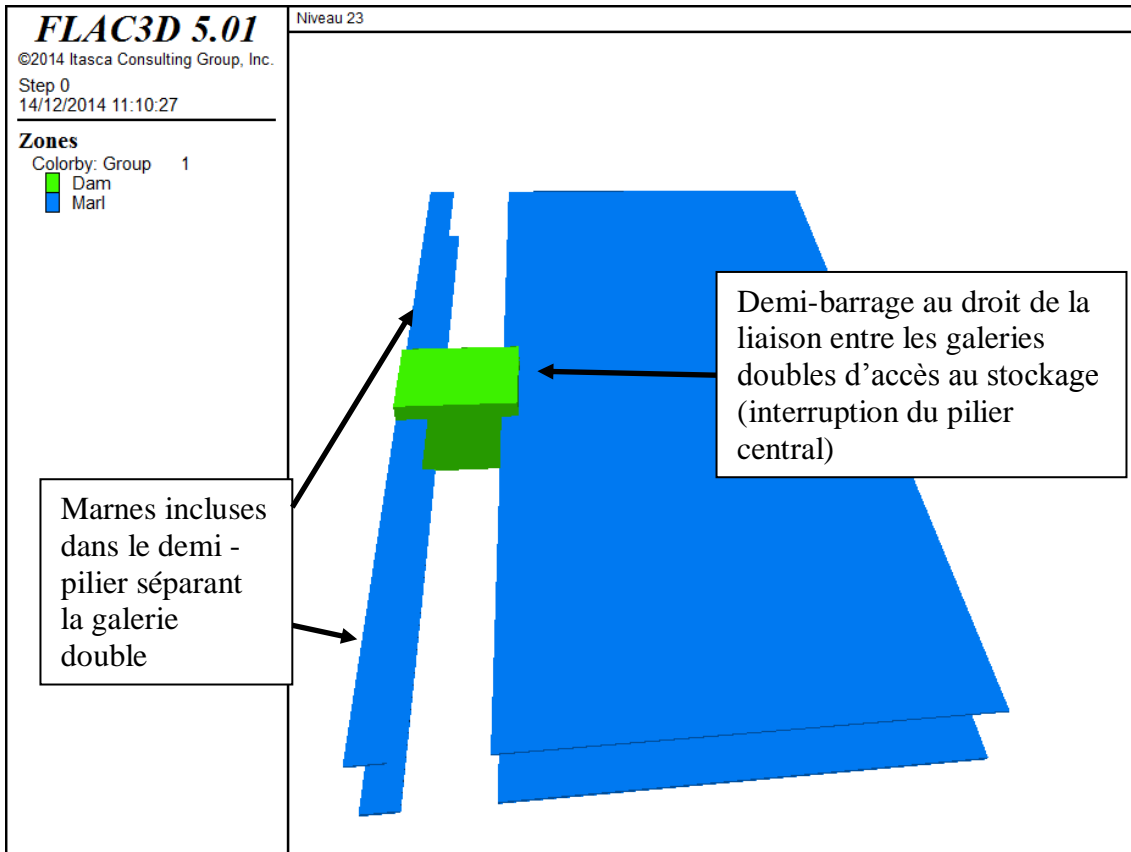 FLAC3D 5.01
©2014 Itasca Consulting Group, Inc.
Step 0
14/12/2014 11:10:27
Zones
Colorby: Group 1
Dam
Marl
Niveau 23
Demi-barrage au droit de la
liaison entre les galeries
doubles d’accès au stockage
(interruption du pilier
central)
Marnes incluses
dans le demi -
pilier séparant
la galerie
double